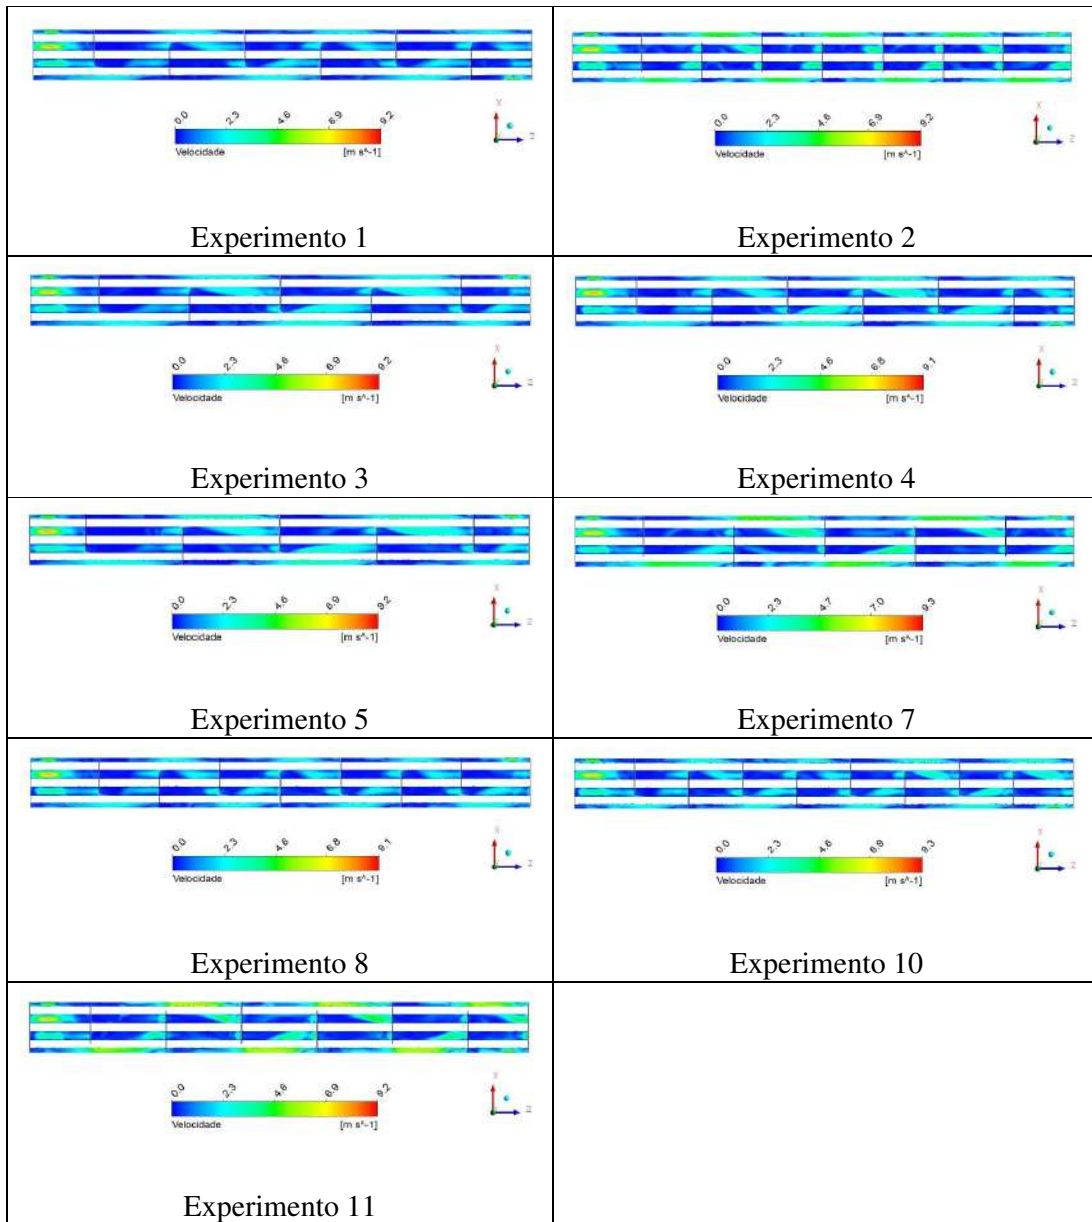 0.0 2.3 4.6 6.9 9.2
Velocidade [m s^-1]
X
Z
Experimento 1
0.0 2.3 4.6 6.9 9.2
Velocidade [m s^-1]
X
Z
Experimento 2
0.0 2.3 4.6 6.9 9.2
Velocidade [m s^-1]
X
Z
Experimento 3
0.0 2.3 4.6 6.8 9.1
Velocidade [m s^-1]
X
Z
Experimento 4
0.0 2.3 4.6 6.9 9.2
Velocidade [m s^-1]
X
Z
Experimento 5
0.0 2.3 4.7 7.0 9.3
Velocidade [m s^-1]
X
Z
Experimento 7
0.0 2.3 4.6 6.8 9.1
Velocidade [m s^-1]
X
Z
Experimento 8
0.0 2.3 4.6 6.9 9.3
Velocidade [m s^-1]
X
Z
Experimento 10
0.0 2.3 4.6 6.9 9.2
Velocidade [m s^-1]
X
Z
Experimento 11